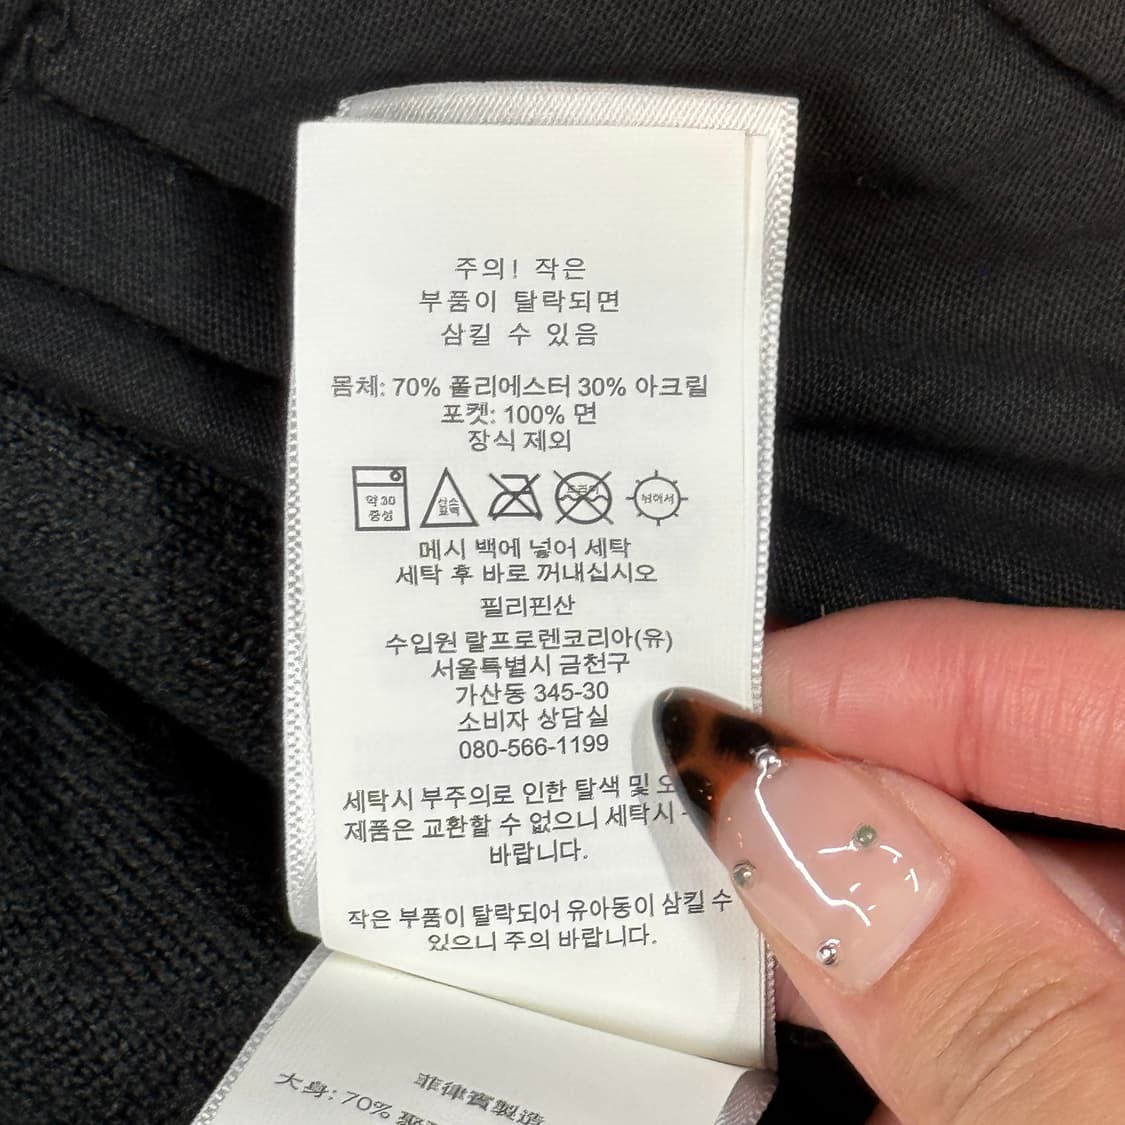 주의! 작은
부품이 탈락되면
삼킬 수 있음
몸체: 70% 폴리에스터 30% 아크릴
포켓: 100% 면
장식 제외
약 30
중성
산소
표백
드라이
뉘어서
메시 백에 넣어 세탁
세탁 후 바로 꺼내십시오
필리핀산
수입원 랄프로렌코리아(유)
서울특별시 금천구
가산동 345-30
소비자 상담실
080-566-1199
세탁시 부주의로 인한 탈색 및
제품은 교환할 수 없으니 세탁시
바랍니다.
작은 부품이 탈락되어 유아동이 삼킬 수
있으니 주의 바랍니다.
菲律賓製造
大身: 70%